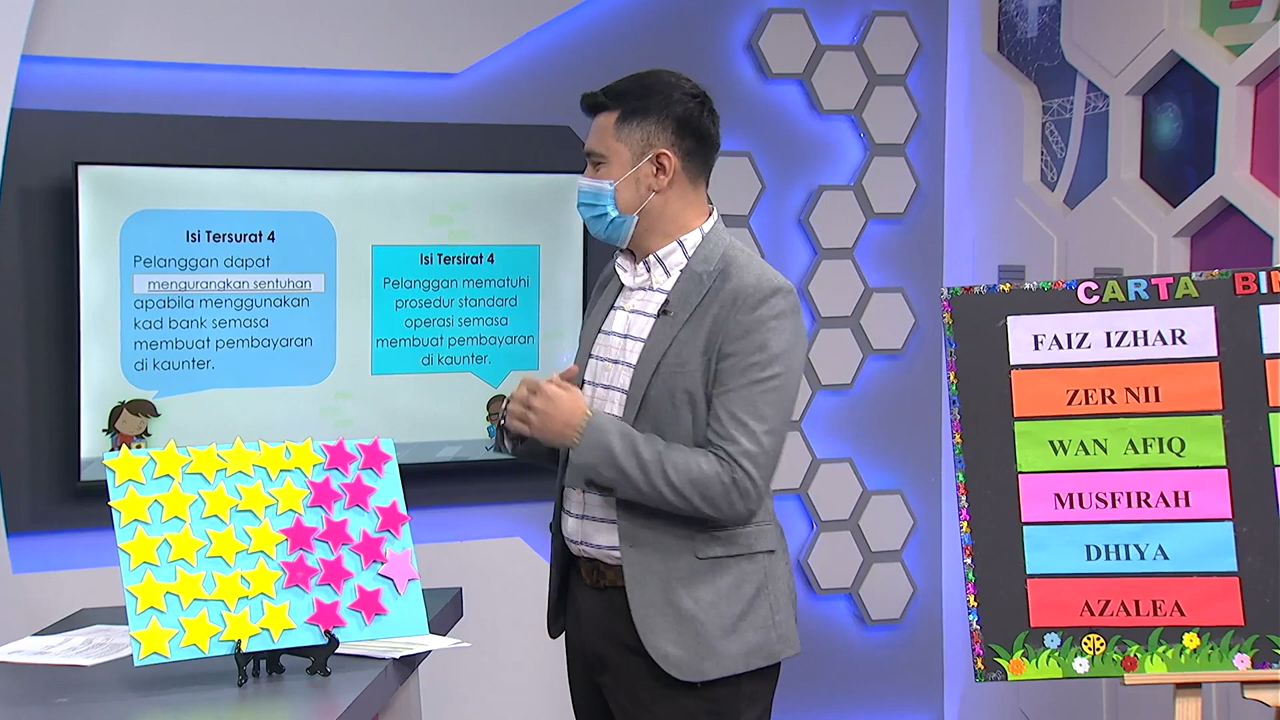 Isi Tersurat 4
Pelanggan dapat
mengurangkan sentuhan
apabila menggunakan
kad bank semasa
membuat pembayaran
di kaunter.
Isi Tersirat 4
Pelanggan mematuhi
prosedur standard
operasi semasa
membuat pembayaran
di kaunter.
CARTA
FAIZ IZHAR
ZER NII
WAN AFIQ
MUSFIRAH
DHIYA
AZALEA